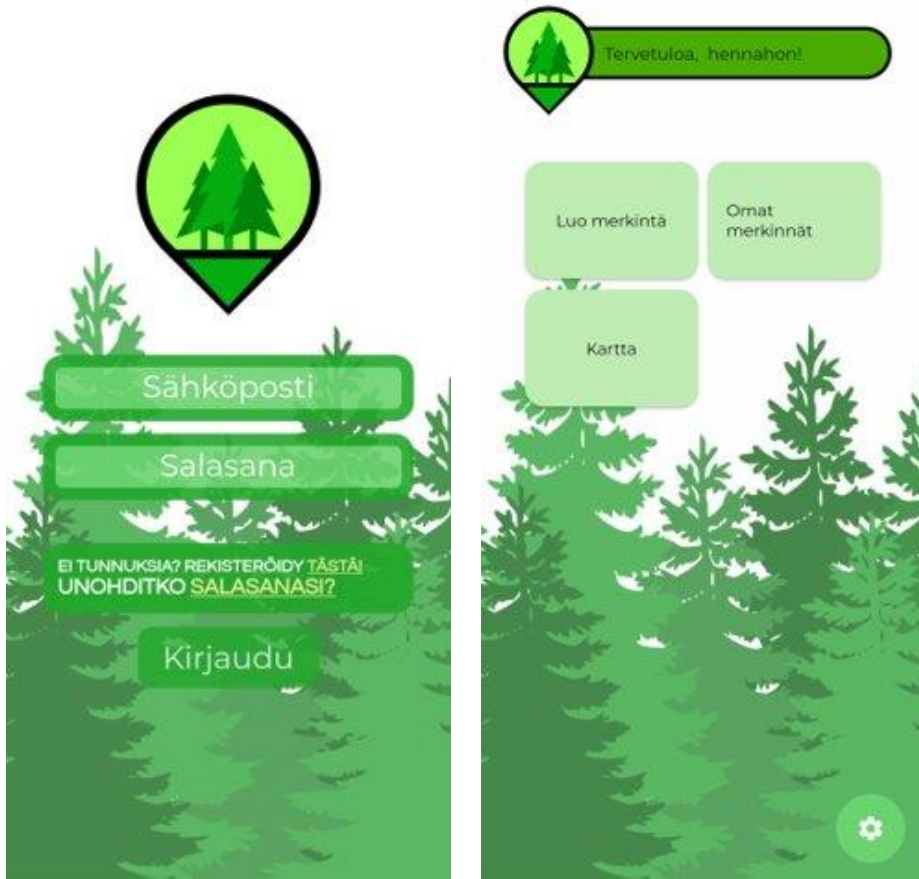 Sähköposti
Salasana
EI TUNNUKSIA? REKISTERÖIDY TÄSTÄ!
UNOHDITKO SALASANASI?
Kirjaudu
Tervetuloa, hennahon!
Luo merkintä
Omat
merkinnät
Kartta